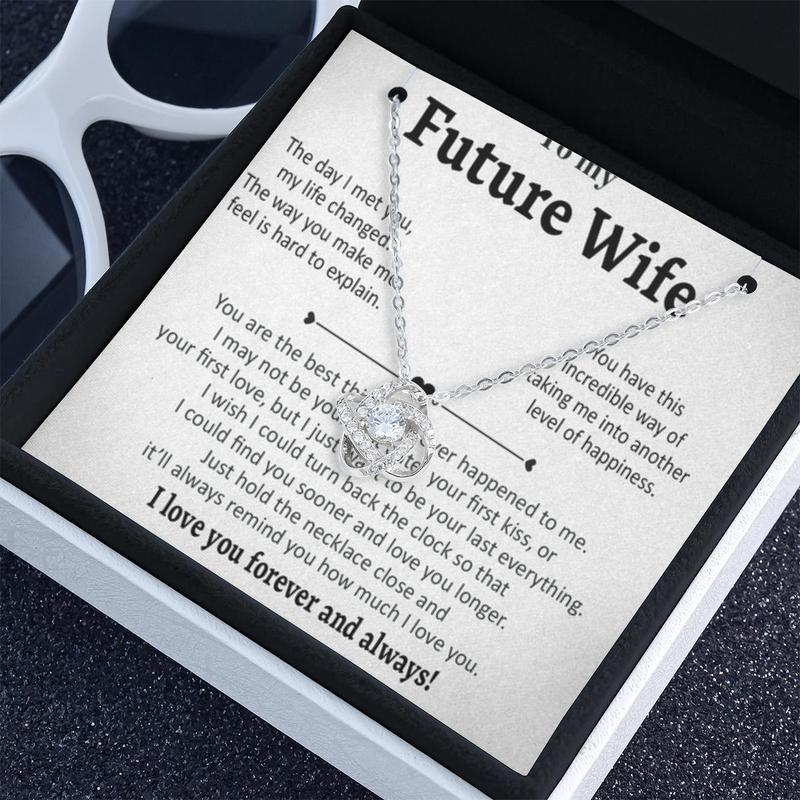 To my
Future Wife
The day I met you,
my life changed.
The way you make me
feel is hard to explain.
You have this
incredible way of
taking me into another
level of happiness.
You are the best thi ever happened to me.
I may not be your first kiss, or
your first love, but I just to be your last everything.
I wish I could turn back the clock so that
I could find you sooner and love you longer.
Just hold the necklace close and
it'll always remind you how much I love you.
I love you forever and always!